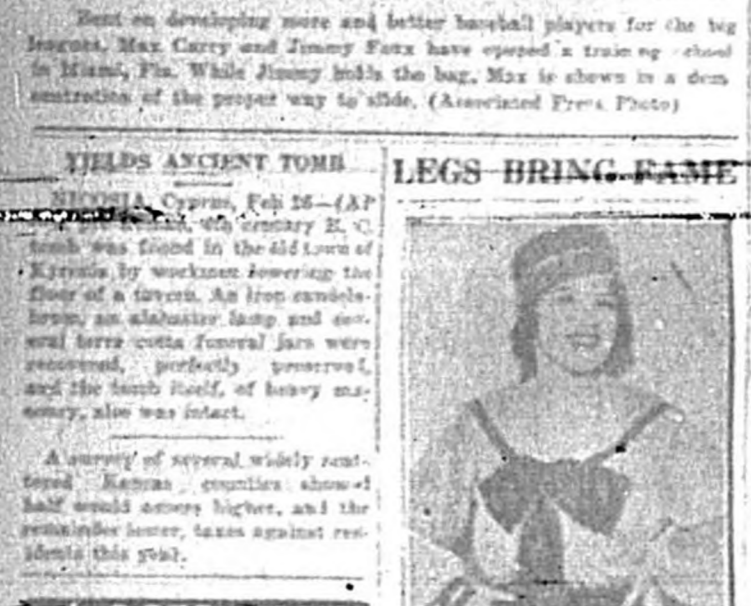 Bent on developing more and better baseball players for the big
leagues, Max Carey and Jimmy Foxx have opened a training school
in Miami, Fla. While Jimmy holds the bag, Max is shown in a dem-
onstration of the proper way to slide. (Associated Press Photo)
YIELDS ANCIENT TOMB
NICOSIA, Cyprus, Feb 26—(AP
4th century B. C.
tomb was found in the old town of
Kyrenia by workmen lowering the
floor of a tavern. An iron candela-
brum, an alabaster lamp and sev-
eral terra cotta funeral jars were
recovered, perfectly preserved,
and the tomb itself, of heavy ma-
sonry, also was intact.
A survey of several widely scat-
tered Kansas counties showed
half would assess higher, and the
remainder lower, taxes against res-
idents this year.
LEGS BRING FAME